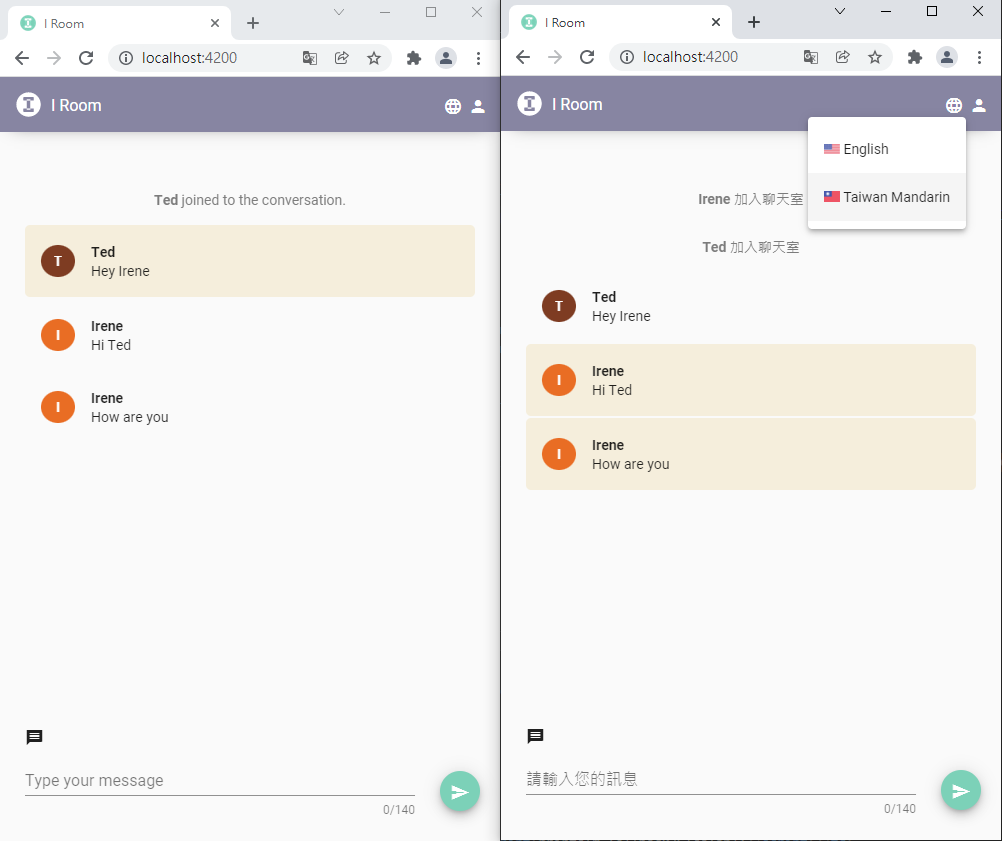 I Room
localhost:4200
I Room
Ted joined to the conversation.
T
Ted
Hey Irene
I
Irene
Hi Ted
I
Irene
How are you
Type your message
0/140
I Room
localhost:4200
I Room
English
Taiwan Mandarin
Irene 加入聊天室
Ted 加入聊天室
T
Ted
Hey Irene
I
Irene
Hi Ted
I
Irene
How are you
請輸入您的訊息
0/140